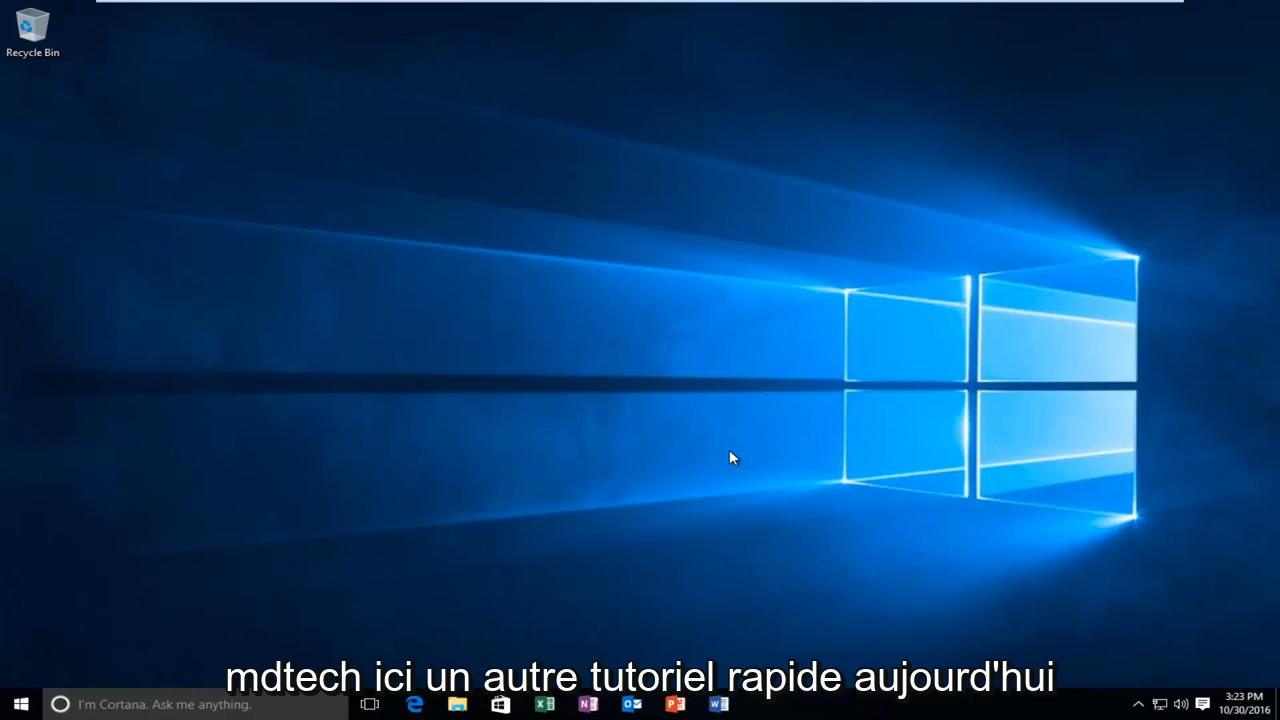 Recycle Bin
mdtech ici un autre tutoriel rapide aujourd'hui
I'm Cortana. Ask me anything.
3:23 PM
10/30/2016